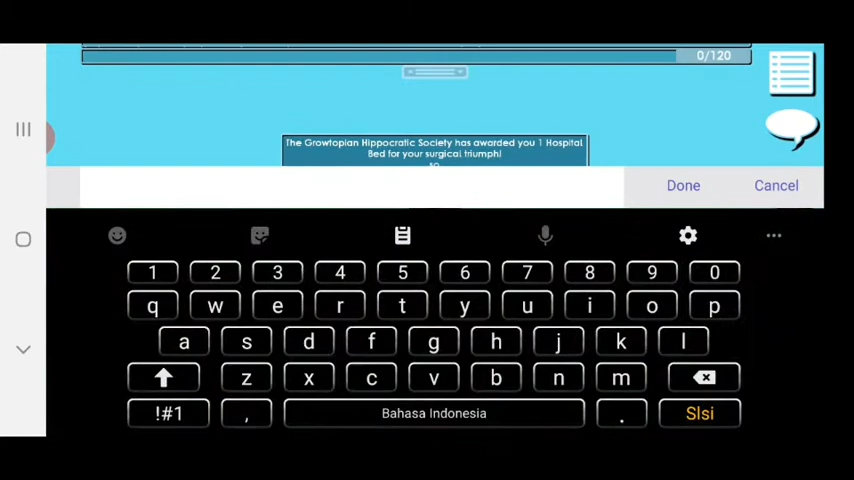 0/120
The Growtopian Hippocratic Society has awarded you 1 Hospital
Bed for your surgical triumph!
Done Cancel
1 2 3 4 5 6 7 8 9 0
q w e r t y u i o p
a s d f g h j k l
z x c v b n m
!#1 , Bahasa Indonesia . Slsi